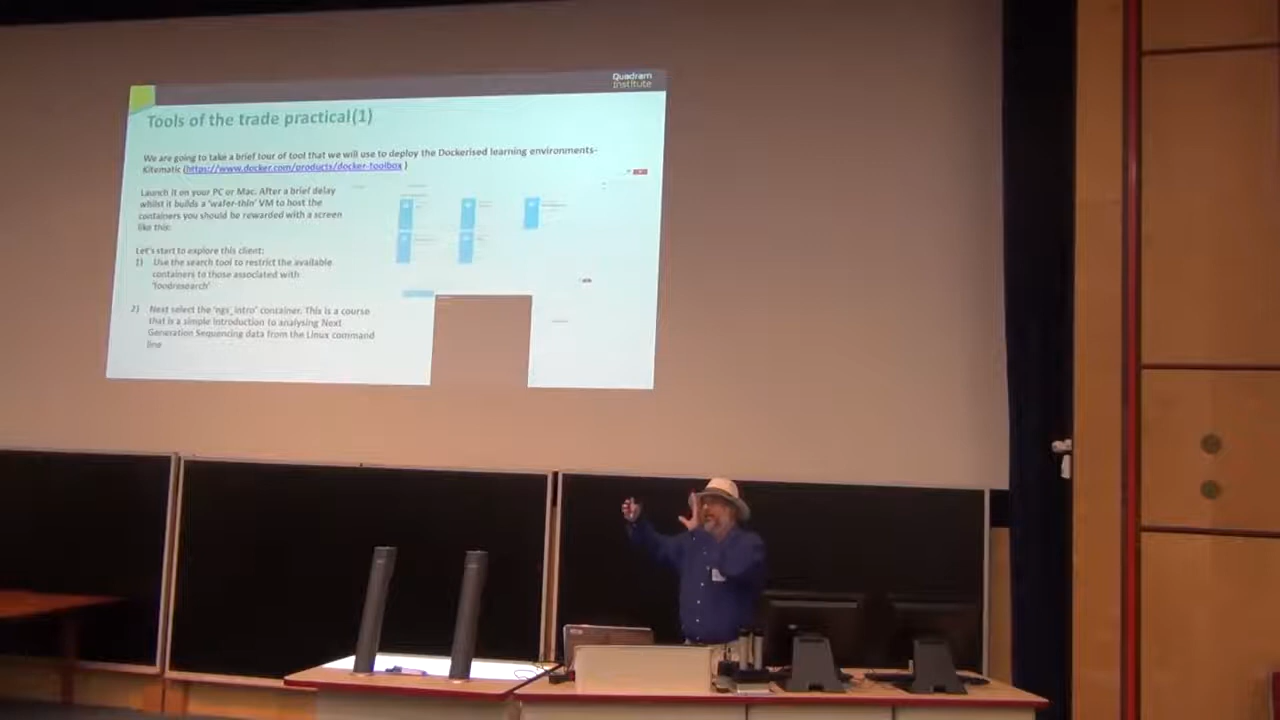 Quadram
Institute
Tools of the trade practical(1)
We are going to take a brief tour of tool that we will use to deploy the Dockerised learning environments-
Kitematic (https://www.docker.com/products/docker-toolbox )
Launch it on your PC or Mac. After a brief delay
whilst it builds a 'wafer-thin' VM to host the
containers you should be rewarded with a screen
like this:
Let's start to explore this client:
1) Use the search tool to restrict the available
containers to those associated with
'foodresearch'
2) Next select the 'ngs_intro' container. This is a course
that is a simple introduction to analysing Next
Generation Sequencing data from the Linux command
line